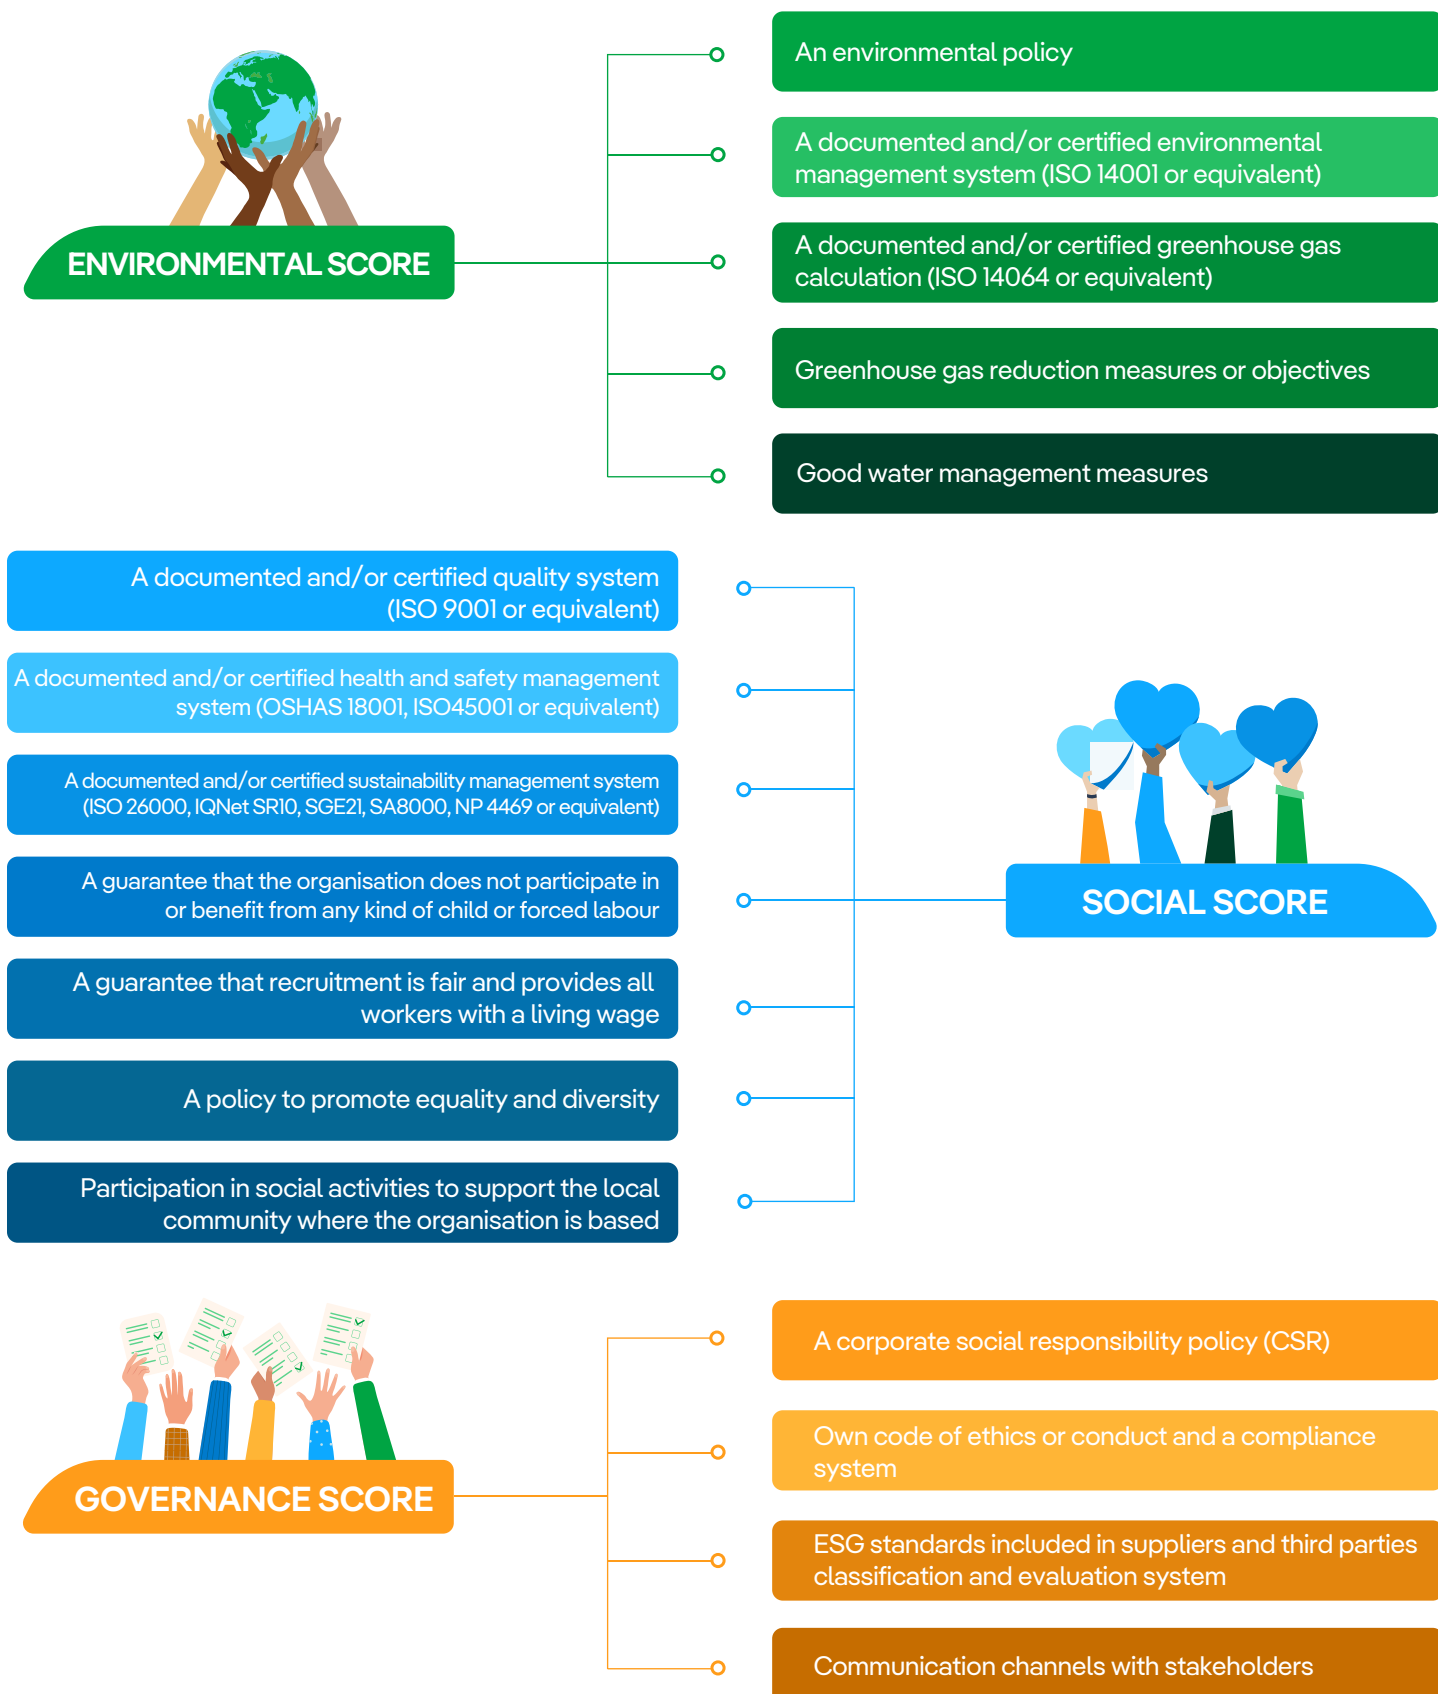 An environmental policy
A documented and/or certified environmental
management system (ISO 14001 or equivalent)
ENVIRONMENTAL SCORE
A documented and/or certified greenhouse gas
calculation (ISO 14064 or equivalent)
Greenhouse gas reduction measures or objectives
Good water management measures
A documented and/or certified quality system
(ISO 9001 or equivalent)
A documented and/or certified health and safety management
system (OSHAS 18001, ISO45001 or equivalent)
A documented and/or certified sustainability management system
(ISO 26000, IQNet SR10, SGE21, SA8000, NP 4469 or equivalent)
A guarantee that the organisation does not participate in
or benefit from any kind of child or forced labour
SOCIAL SCORE
A guarantee that recruitment is fair and provides all
workers with a living wage
A policy to promote equality and diversity
Participation in social activities to support the local
community where the organisation is based
A corporate social responsibility policy (CSR)
Own code of ethics or conduct and a compliance
system
GOVERNANCE SCORE
ESG standards included in suppliers and third parties
classification and evaluation system
Communication channels with stakeholders